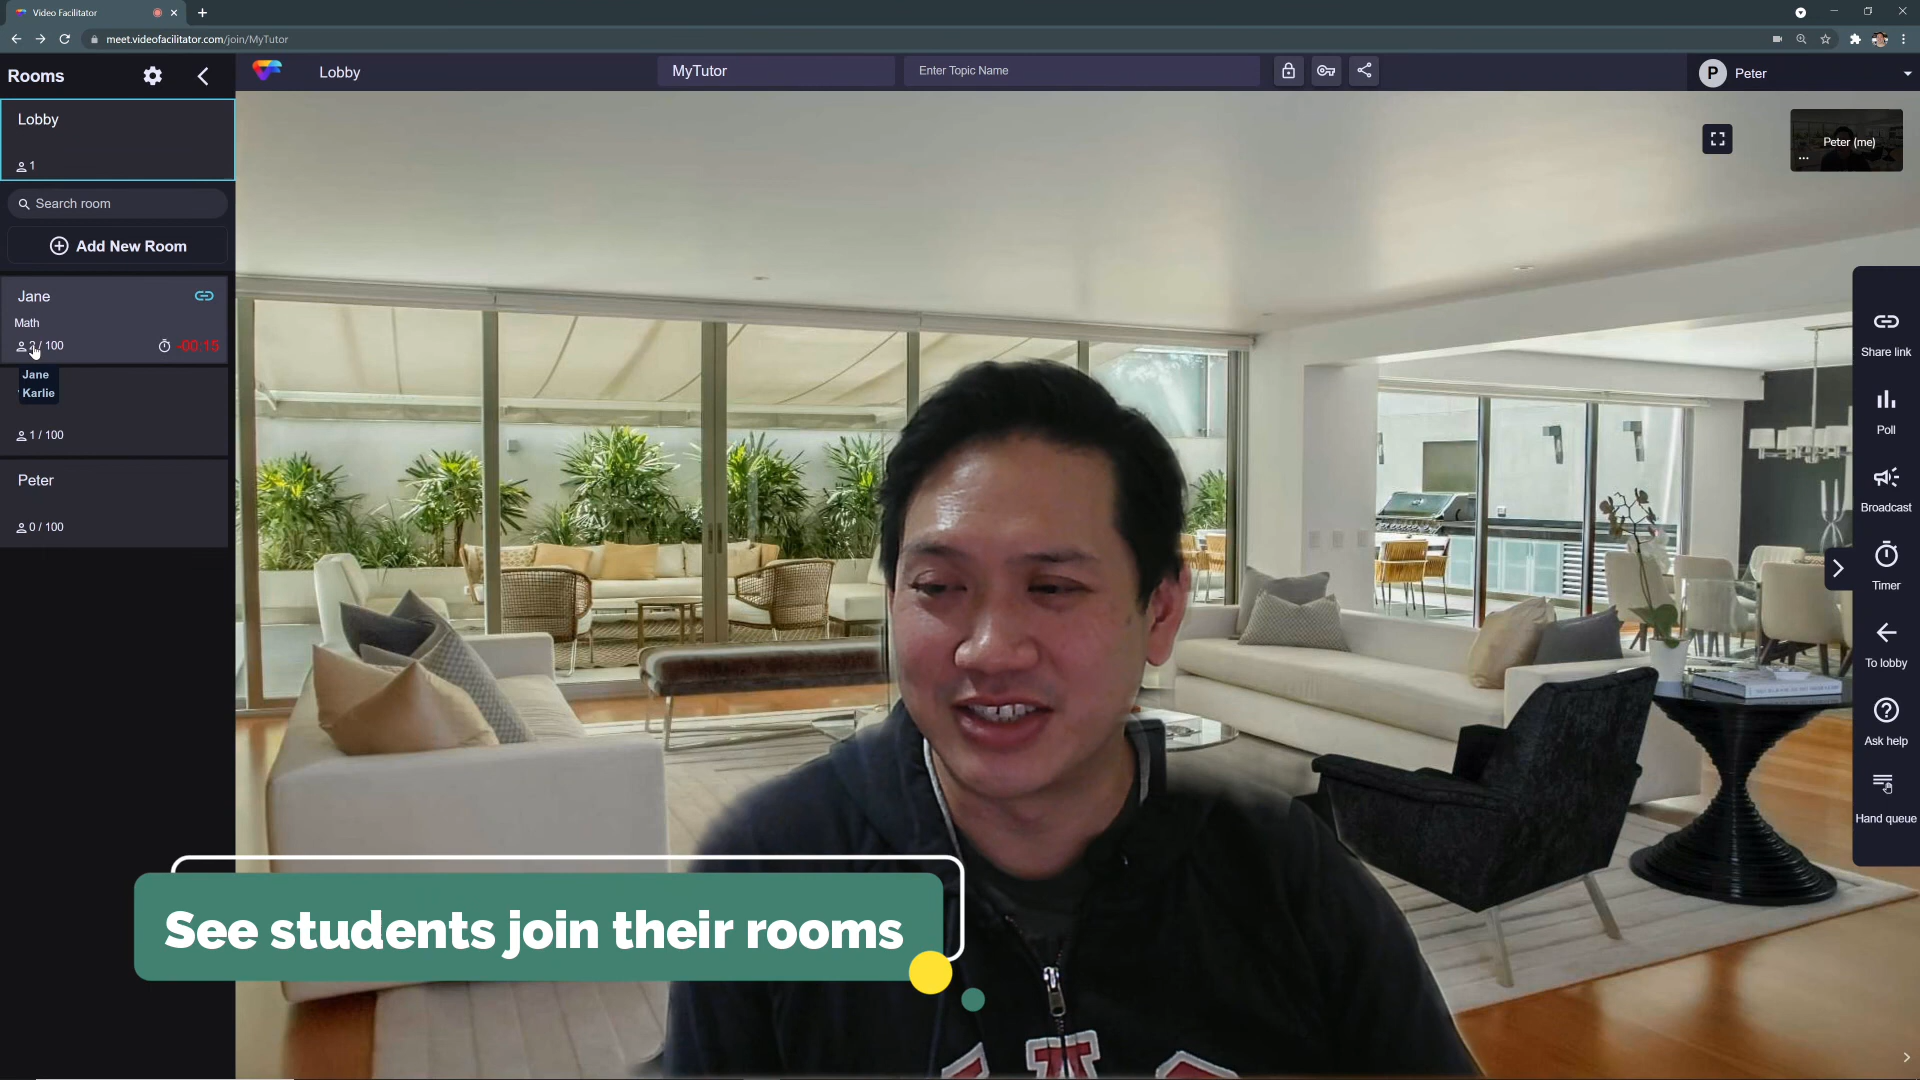 Video Facilitator
meet.videofacilitator.com/join/MyTutor
Rooms
Lobby
MyTutor
Enter Topic Name
P Peter
Lobby
1
Search room
Add New Room
Jane
Math
/ 100
-00:15
Jane
Karlie
1 / 100
Peter
0 / 100
Peter (me)
Share link
Poll
Broadcast
Timer
To lobby
Ask help
Hand queue
See students join their rooms